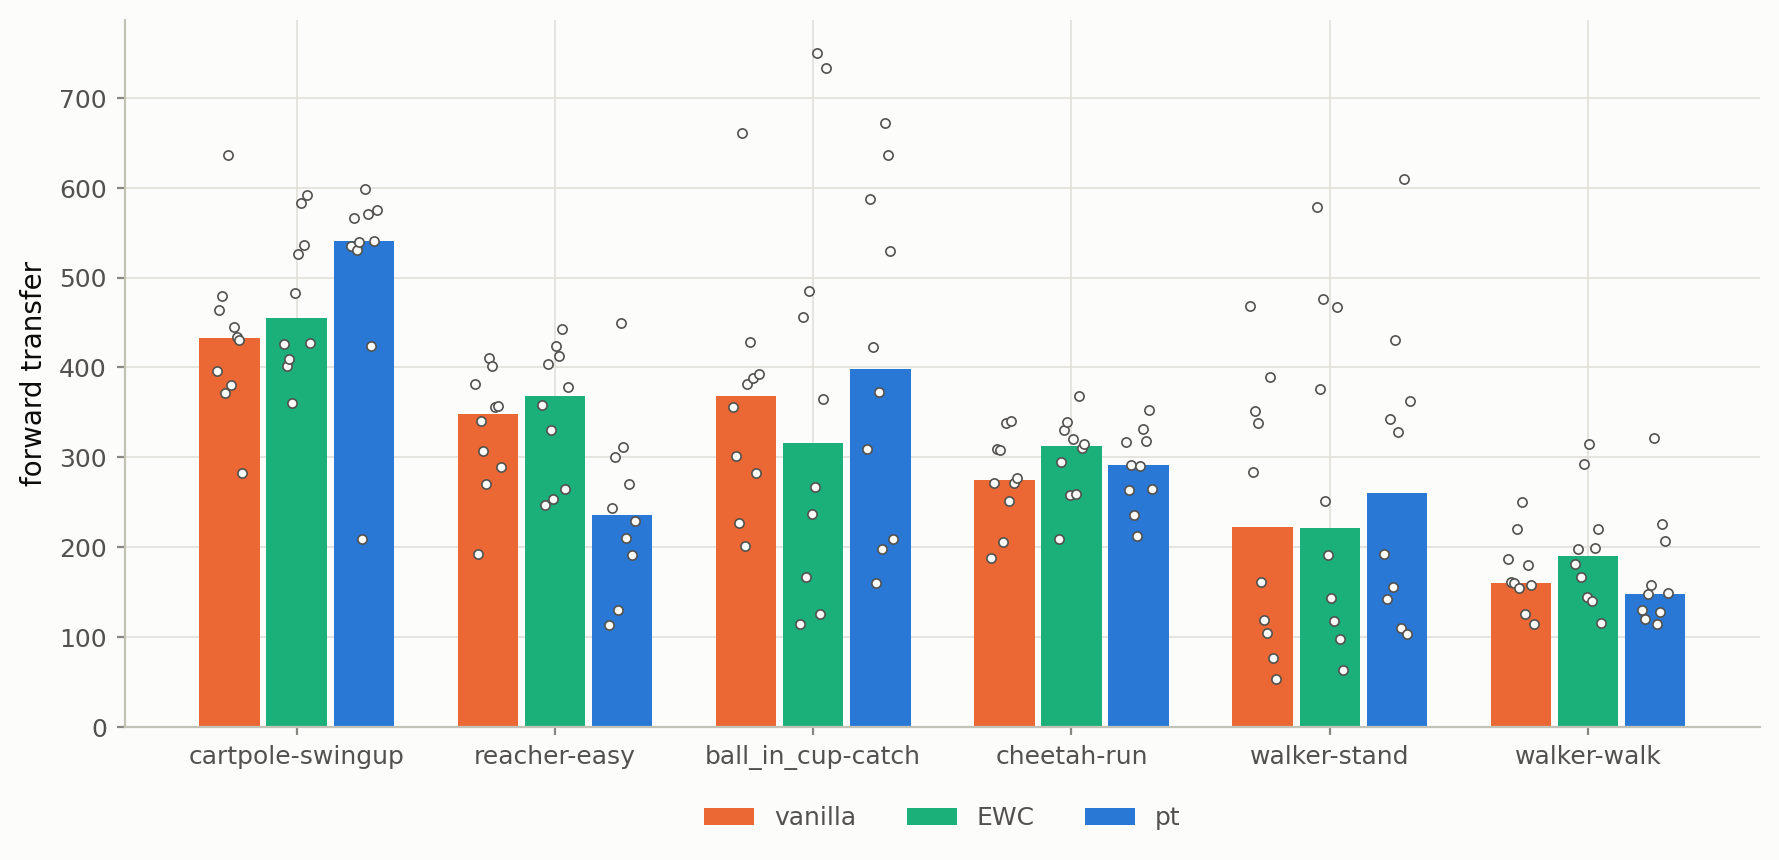 forward transfer
700
600
500
400
300
200
100
0
cartpole-swingup reacher-easy ball_in_cup-catch cheetah-run walker-stand walker-walk
vanilla EWC pt